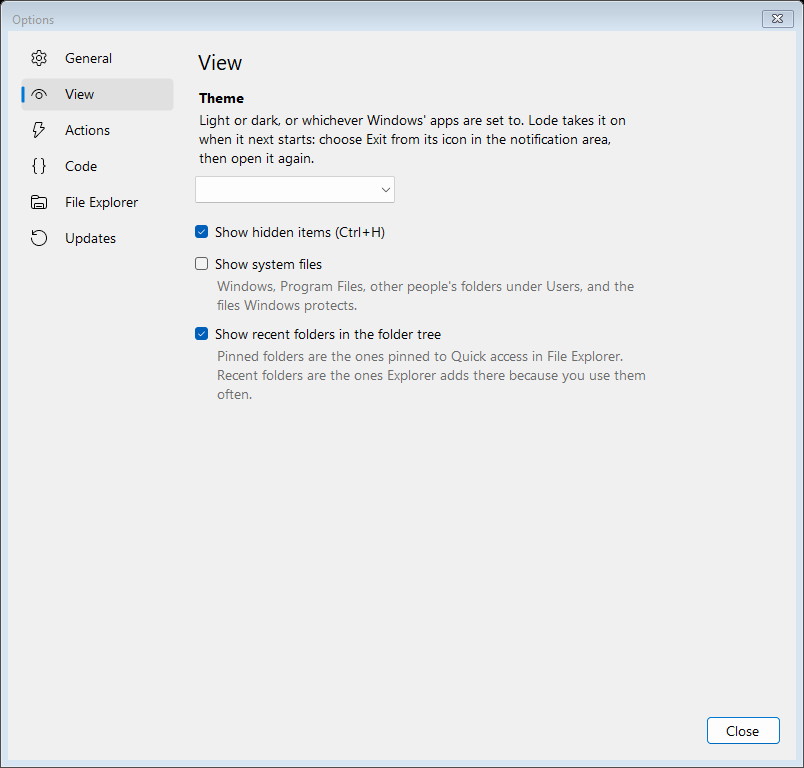 Options
General
View
Actions
Code
File Explorer
Updates
View
Theme
Light or dark, or whichever Windows' apps are set to. Lode takes it on
when it next starts: choose Exit from its icon in the notification area,
then open it again.
Show hidden items (Ctrl+H)
Show system files
Windows, Program Files, other people's folders under Users, and the
files Windows protects.
Show recent folders in the folder tree
Pinned folders are the ones pinned to Quick access in File Explorer.
Recent folders are the ones Explorer adds there because you use them
often.
Close